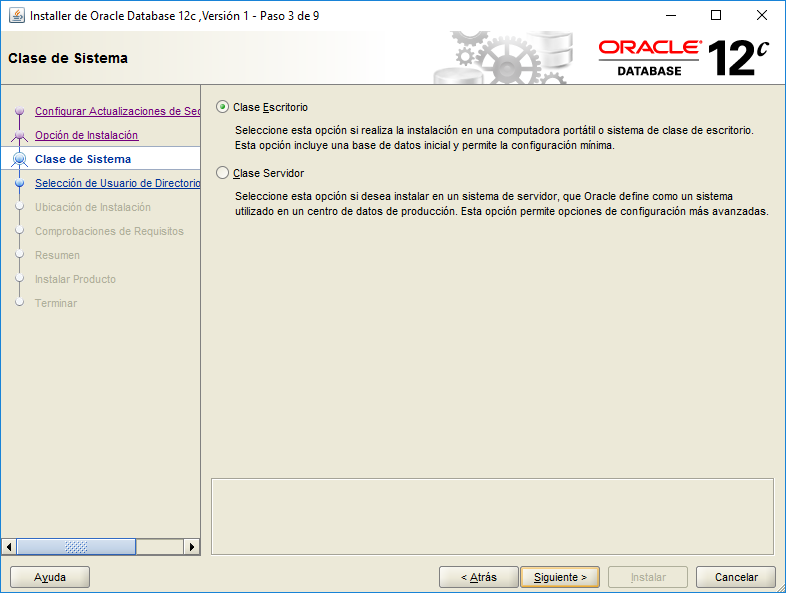 Installer de Oracle Database 12c ,Versión 1 - Paso 3 de 9
Clase de Sistema
ORACLE
DATABASE
12c
Configurar Actualizaciones de Sec
Opción de Instalación
Clase de Sistema
Selección de Usuario de Directorio
Ubicación de Instalación
Comprobaciones de Requisitos
Resumen
Instalar Producto
Terminar
Clase Escritorio
Seleccione esta opción si realiza la instalación en una computadora portátil o sistema de clase de escritorio.
Esta opción incluye una base de datos inicial y permite la configuración mínima.
Clase Servidor
Seleccione esta opción si desea instalar en un sistema de servidor, que Oracle define como un sistema
utilizado en un centro de datos de producción. Esta opción permite opciones de configuración más avanzadas.
Ayuda
< Atrás
Siguiente >
Instalar
Cancelar